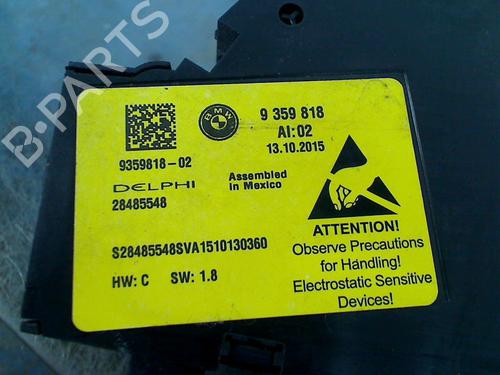 B-PARTS
BMW
9 359 818
AI:02
13.10.2015
9359818-02
DELPHI
28485548
Assembled
in Mexico
S28485548SVA1510130360
HW: C SW: 1.8
ATTENTION!
Observe Precautions
for Handling!
Electrostatic Sensitive
Devices!